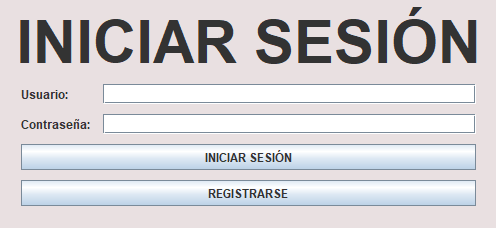 INICIAR SESIÓN
Usuario:
Contraseña:
INICIAR SESIÓN
REGISTRARSE